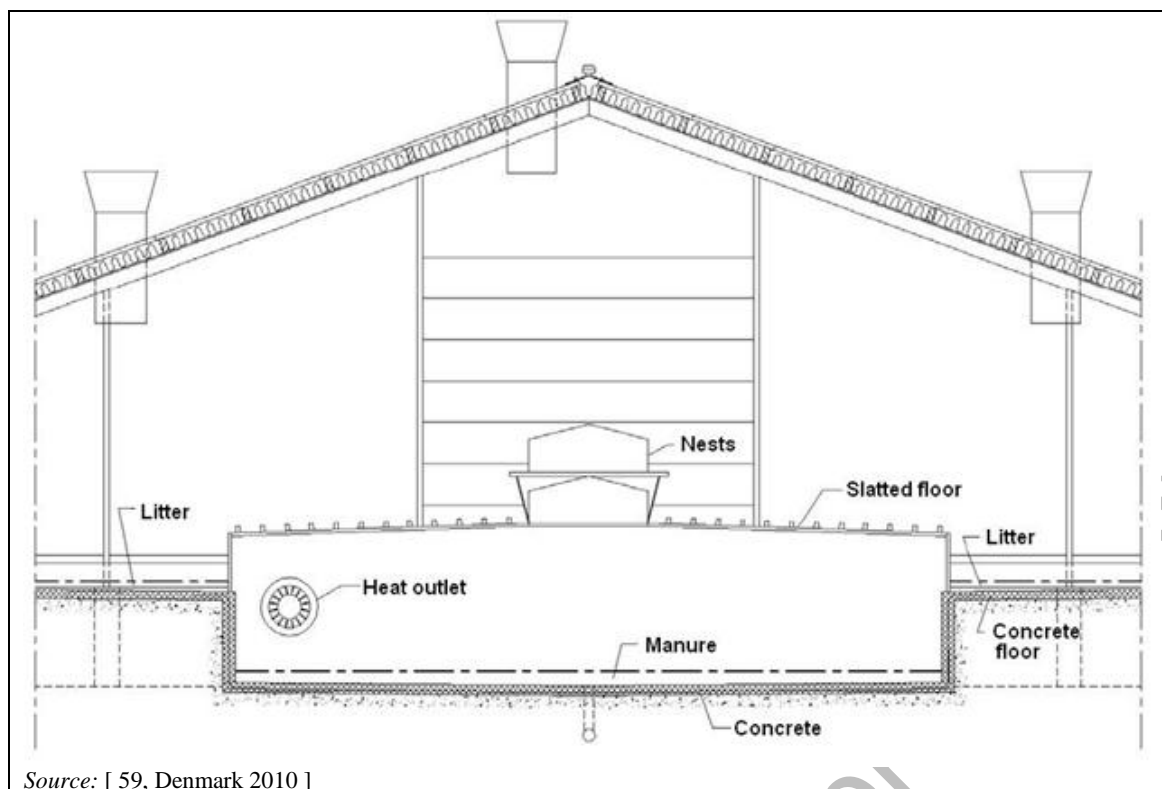 Nests
Slatted floor
Litter
Litter
Heat outlet
Concrete
floor
Manure
Concrete
Source: [ 59, Denmark 2010 ]